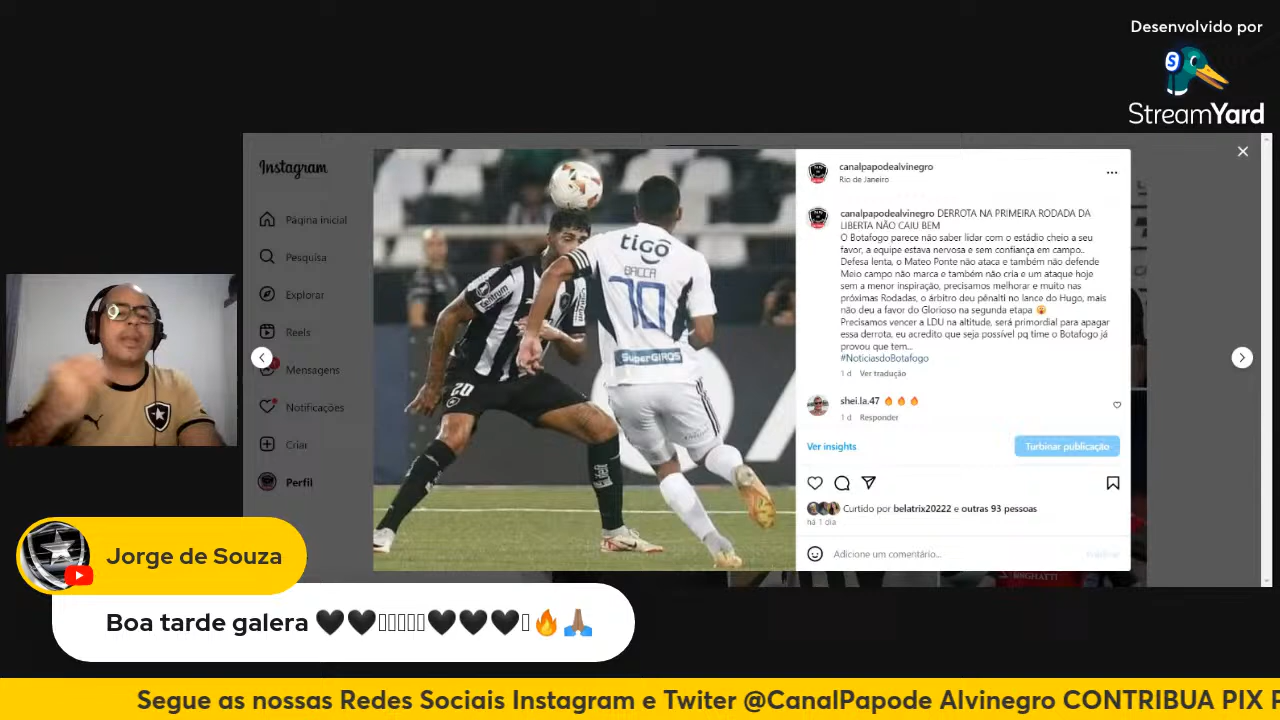 Desenvolvido por
StreamYard
Instagram
Página inicial
Pesquisa
Explorar
Reels
Mensagens
Notificações
Criar
Perfil
tigo
BACCA
70
SuperGIROS
20
canalpapodealvinegro
Rio de Janeiro
canalpapodealvinegro DERROTA NA PRIMEIRA RODADA DA
LIBERTA NÃO CAIU BEM
O Botafogo parece não saber lidar com o estádio cheio a seu
favor, a equipe estava nervosa e sem confiança em campo.
Defesa lenta, o Mateo Ponte não ataca e também não defende
Meio campo não marca e também não cria e um ataque hoje
sem a menor inspiração, precisamos melhorar e muito nas
próximas Rodadas, o árbitro deu pênalti no lance do Hugo, mais
não deu a favor do Glorioso na segunda etapa 😫
Precisamos vencer a LDU na altitude, será primordial para apagar
essa derrota, eu acredito que seja possível pq time o Botafogo já
provou que tem...
#NoticiasdoBotafogo
1 d Ver tradução
shei.la.47 🔥 🔥 🔥
1 d Responder
Ver insights
Turbinar publicação
Curtido por belatrix20222 e outras 93 pessoas
há 1 dia
Adicione um comentário...
Jorge de Souza
Boa tarde galera 🖤🖤▯▯▯▯▯🖤🖤🖤▯🔥🙏🏽
Segue as nossas Redes Sociais Instagram e Twiter @CanalPapode Alvinegro CONTRIBUA PIX